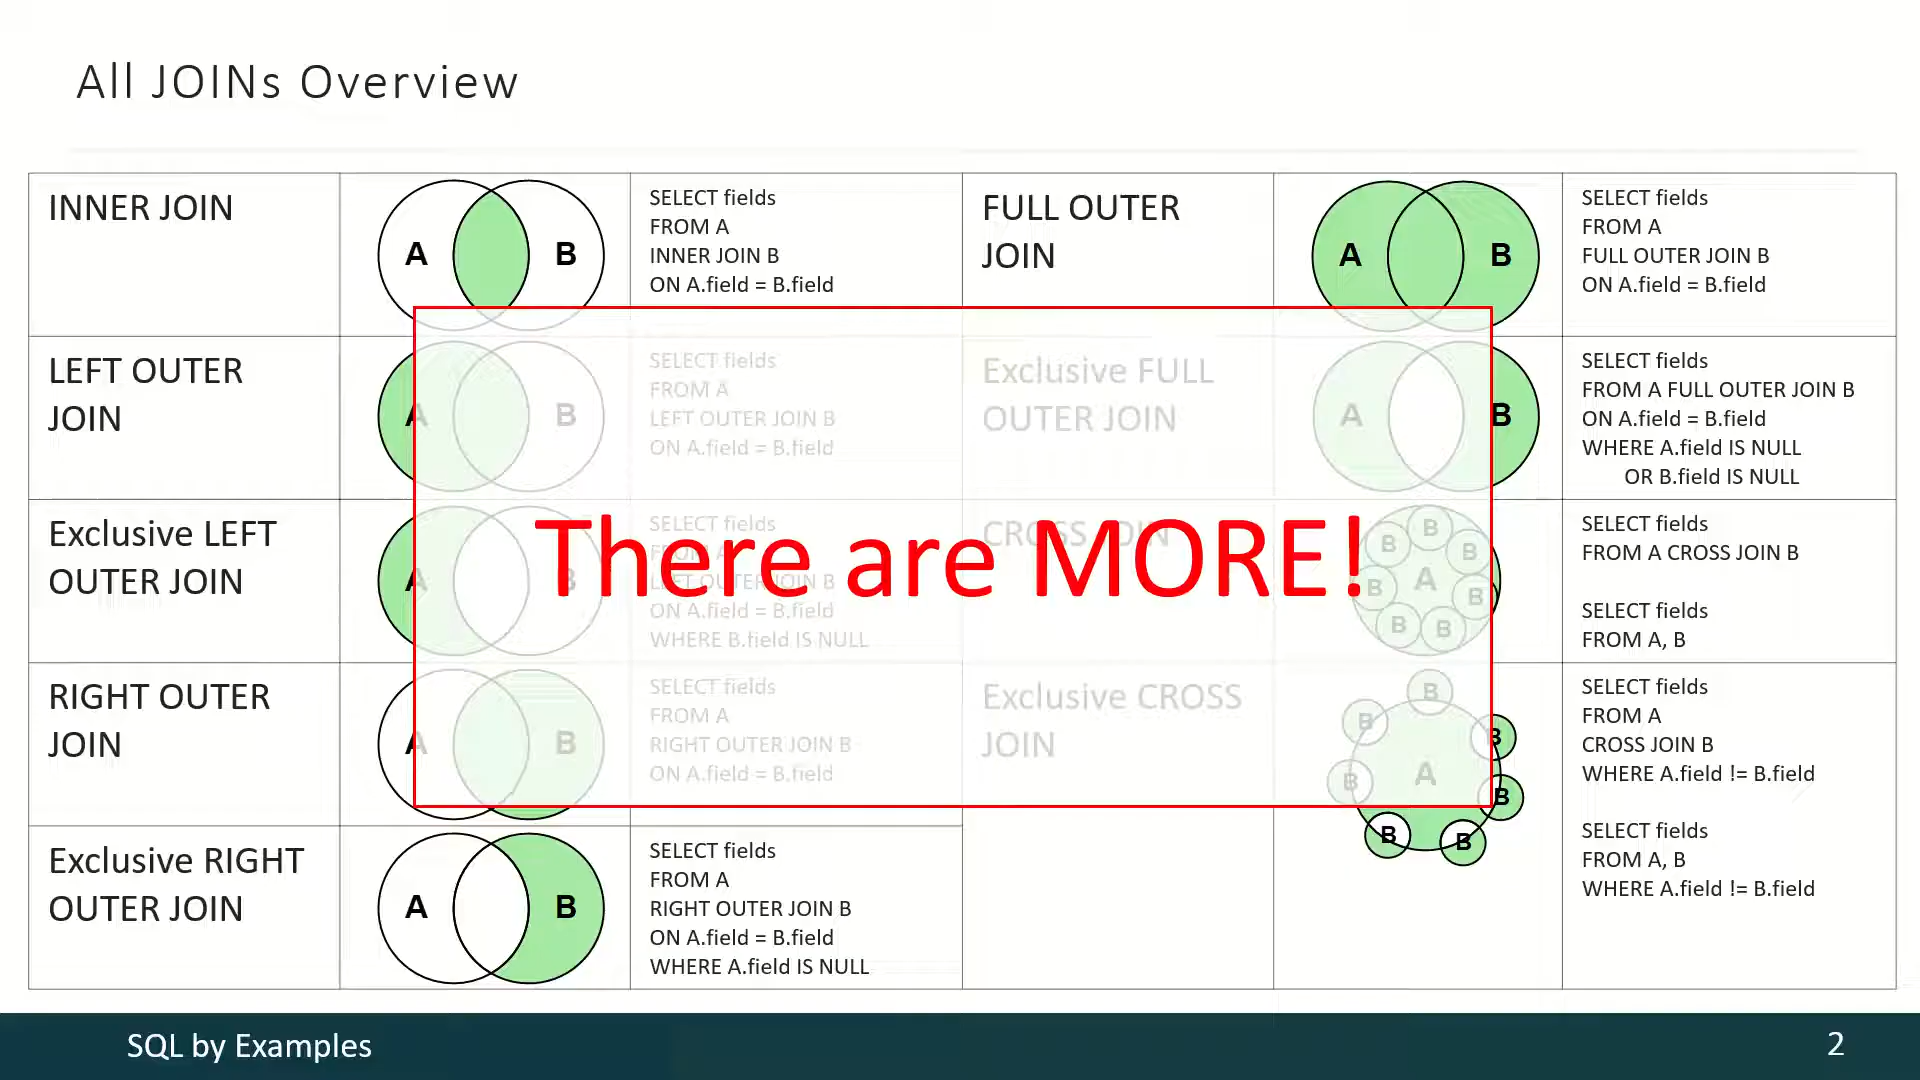 All JOINs Overview
INNER JOIN
A
B
SELECT fields
FROM A
INNER JOIN B
ON A.field = B.field
FULL OUTER
JOIN
A
B
SELECT fields
FROM A
FULL OUTER JOIN B
ON A.field = B.field
LEFT OUTER
JOIN
A
B
SELECT fields
FROM A
LEFT OUTER JOIN B
ON A.field = B.field
Exclusive FULL
OUTER JOIN
A
B
SELECT fields
FROM A FULL OUTER JOIN B
ON A.field = B.field
WHERE A.field IS NULL
OR B.field IS NULL
Exclusive LEFT
OUTER JOIN
A
B
SELECT fields
FROM A
LEFT OUTER JOIN B
ON A.field = B.field
WHERE B.field IS NULL
There are MORE!
CROSS JOIN
B
B
B
B
A
B
B
B
SELECT fields
FROM A CROSS JOIN B
SELECT fields
FROM A, B
RIGHT OUTER
JOIN
A
B
SELECT fields
FROM A
RIGHT OUTER JOIN B
ON A.field = B.field
Exclusive CROSS
JOIN
B
B
B
B
A
B
B
B
SELECT fields
FROM A
CROSS JOIN B
WHERE A.field != B.field
SELECT fields
FROM A, B
WHERE A.field != B.field
Exclusive RIGHT
OUTER JOIN
A
B
SELECT fields
FROM A
RIGHT OUTER JOIN B
ON A.field = B.field
WHERE A.field IS NULL
SQL by Examples
2